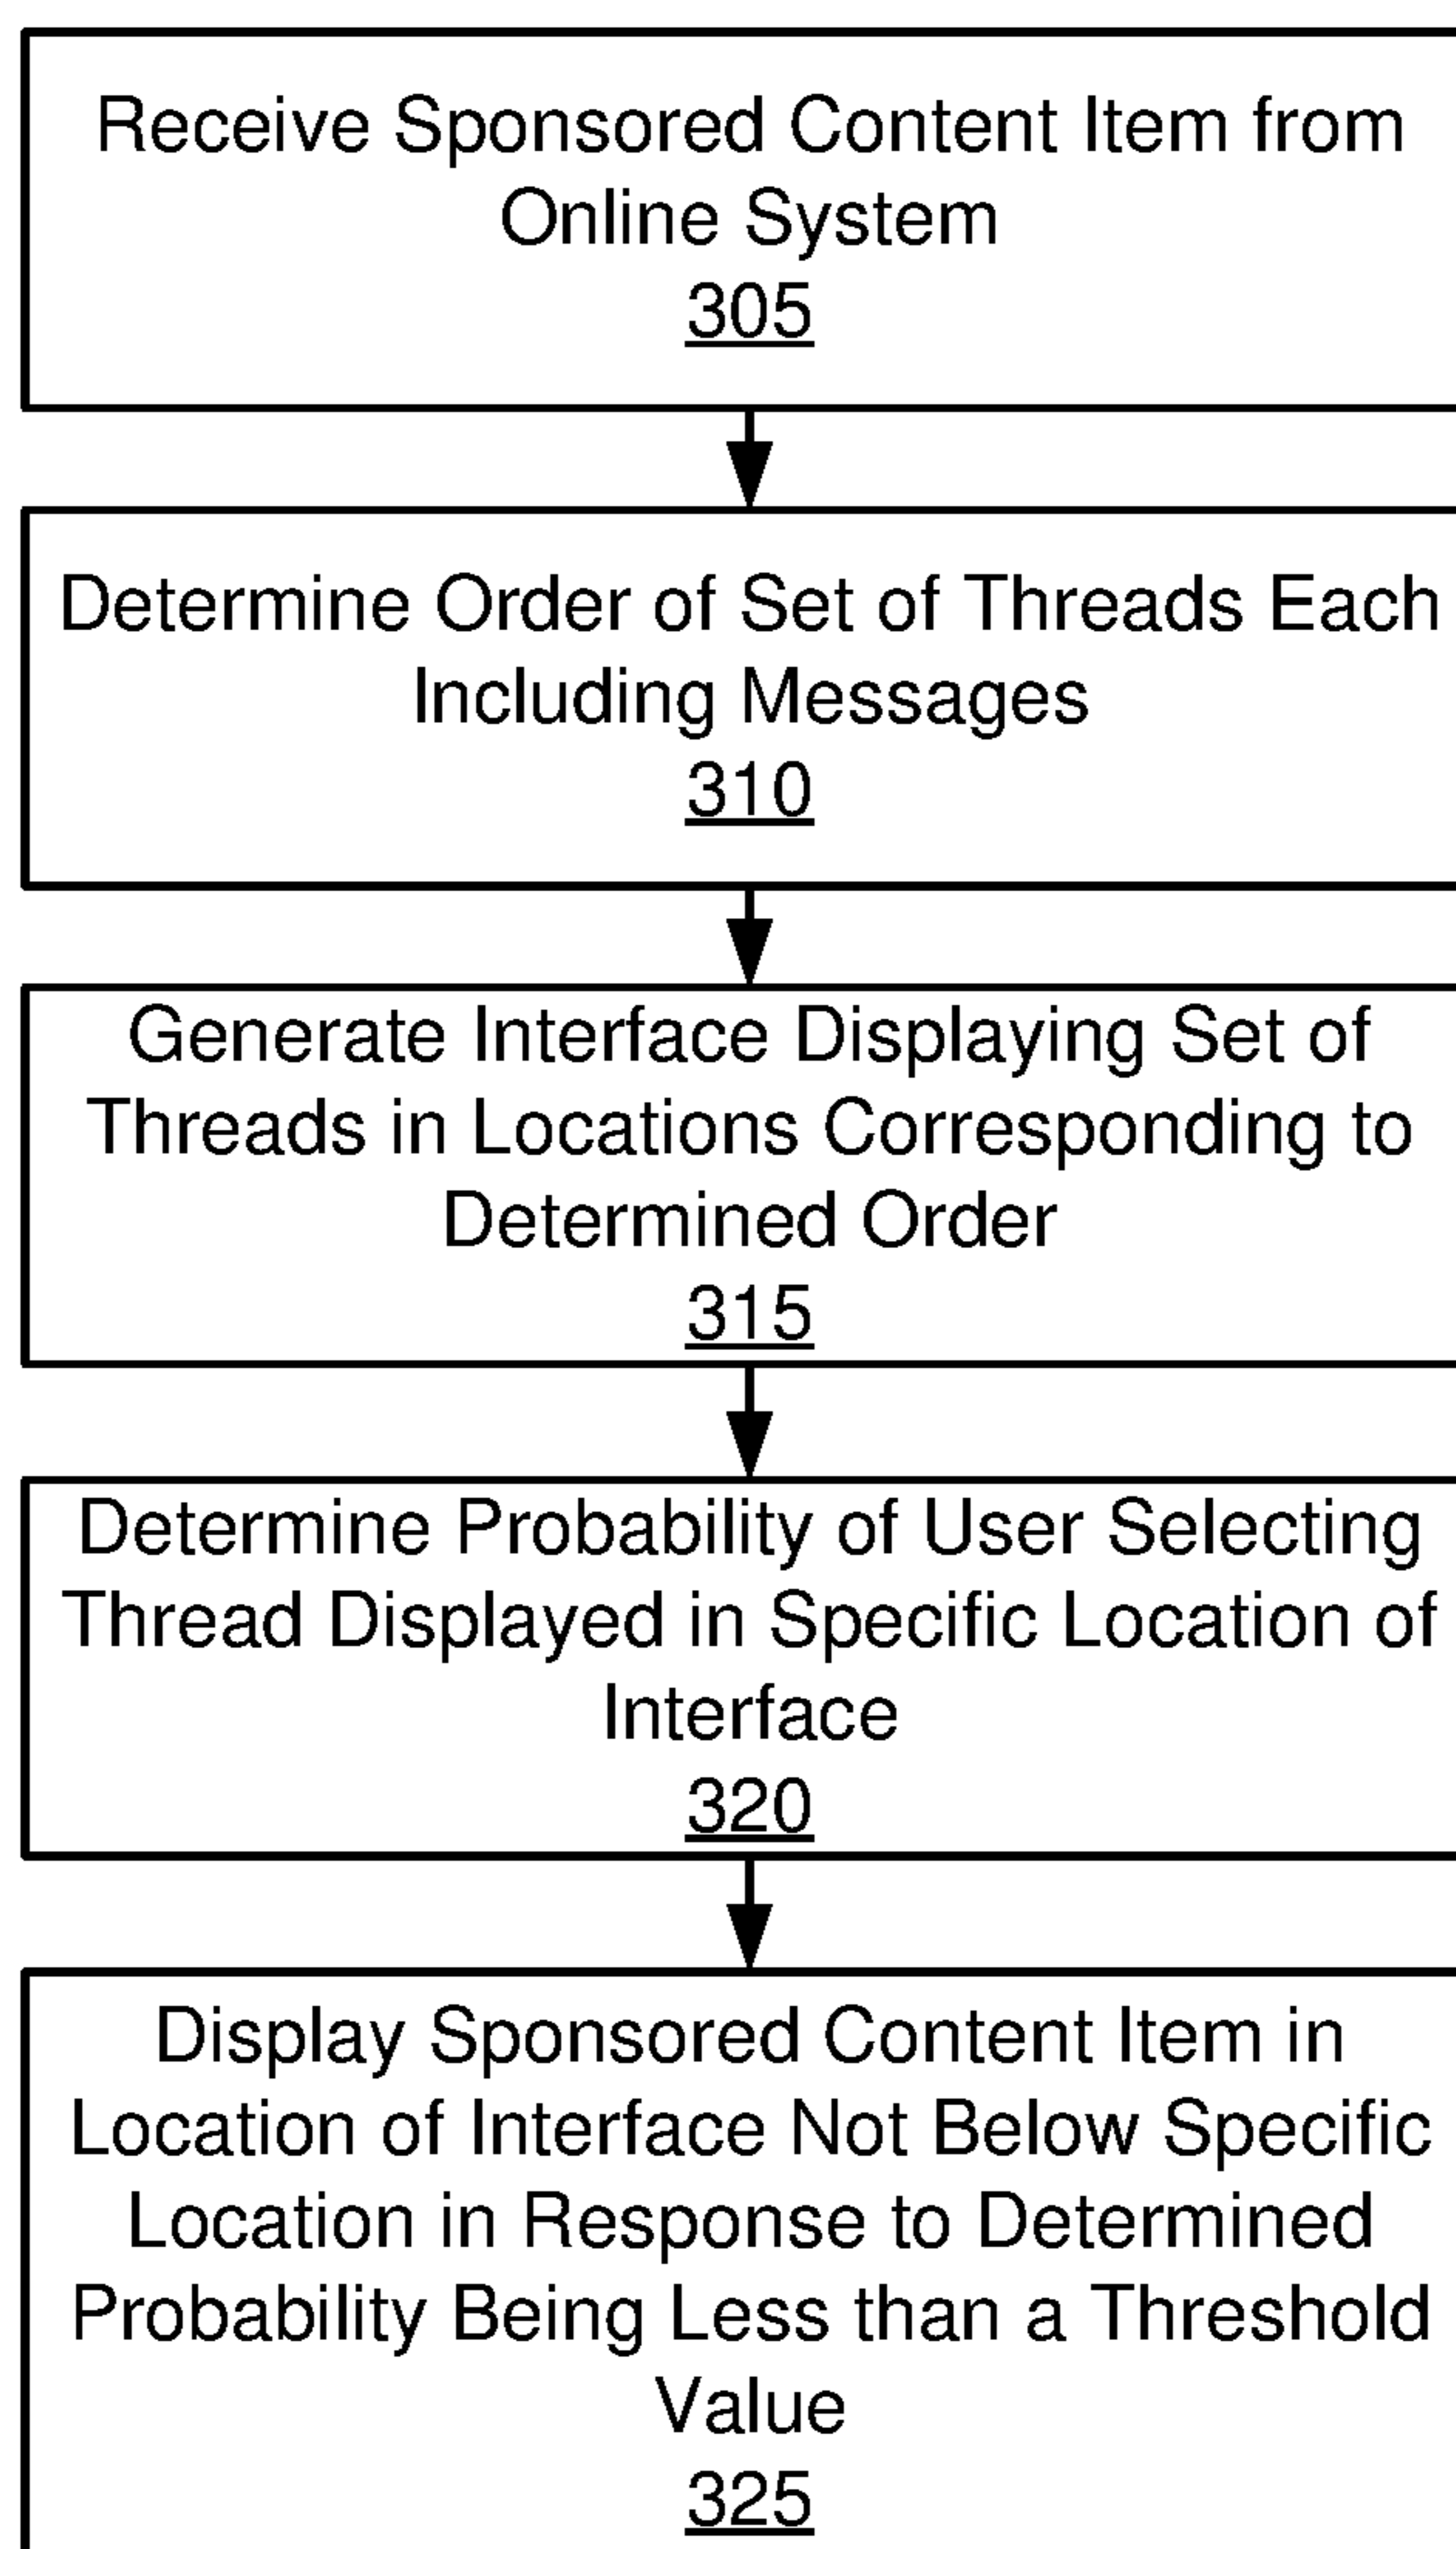 Receive Sponsored Content Item from
Online System
305
Determine Order of Set of Threads Each
Including Messages
310
Generate Interface Displaying Set of
Threads in Locations Corresponding to
Determined Order
315
Determine Probability of User Selecting
Thread Displayed in Specific Location of
Interface
320
Display Sponsored Content Item in
Location of Interface Not Below Specific
Location in Response to Determined
Probability Being Less than a Threshold
Value
325